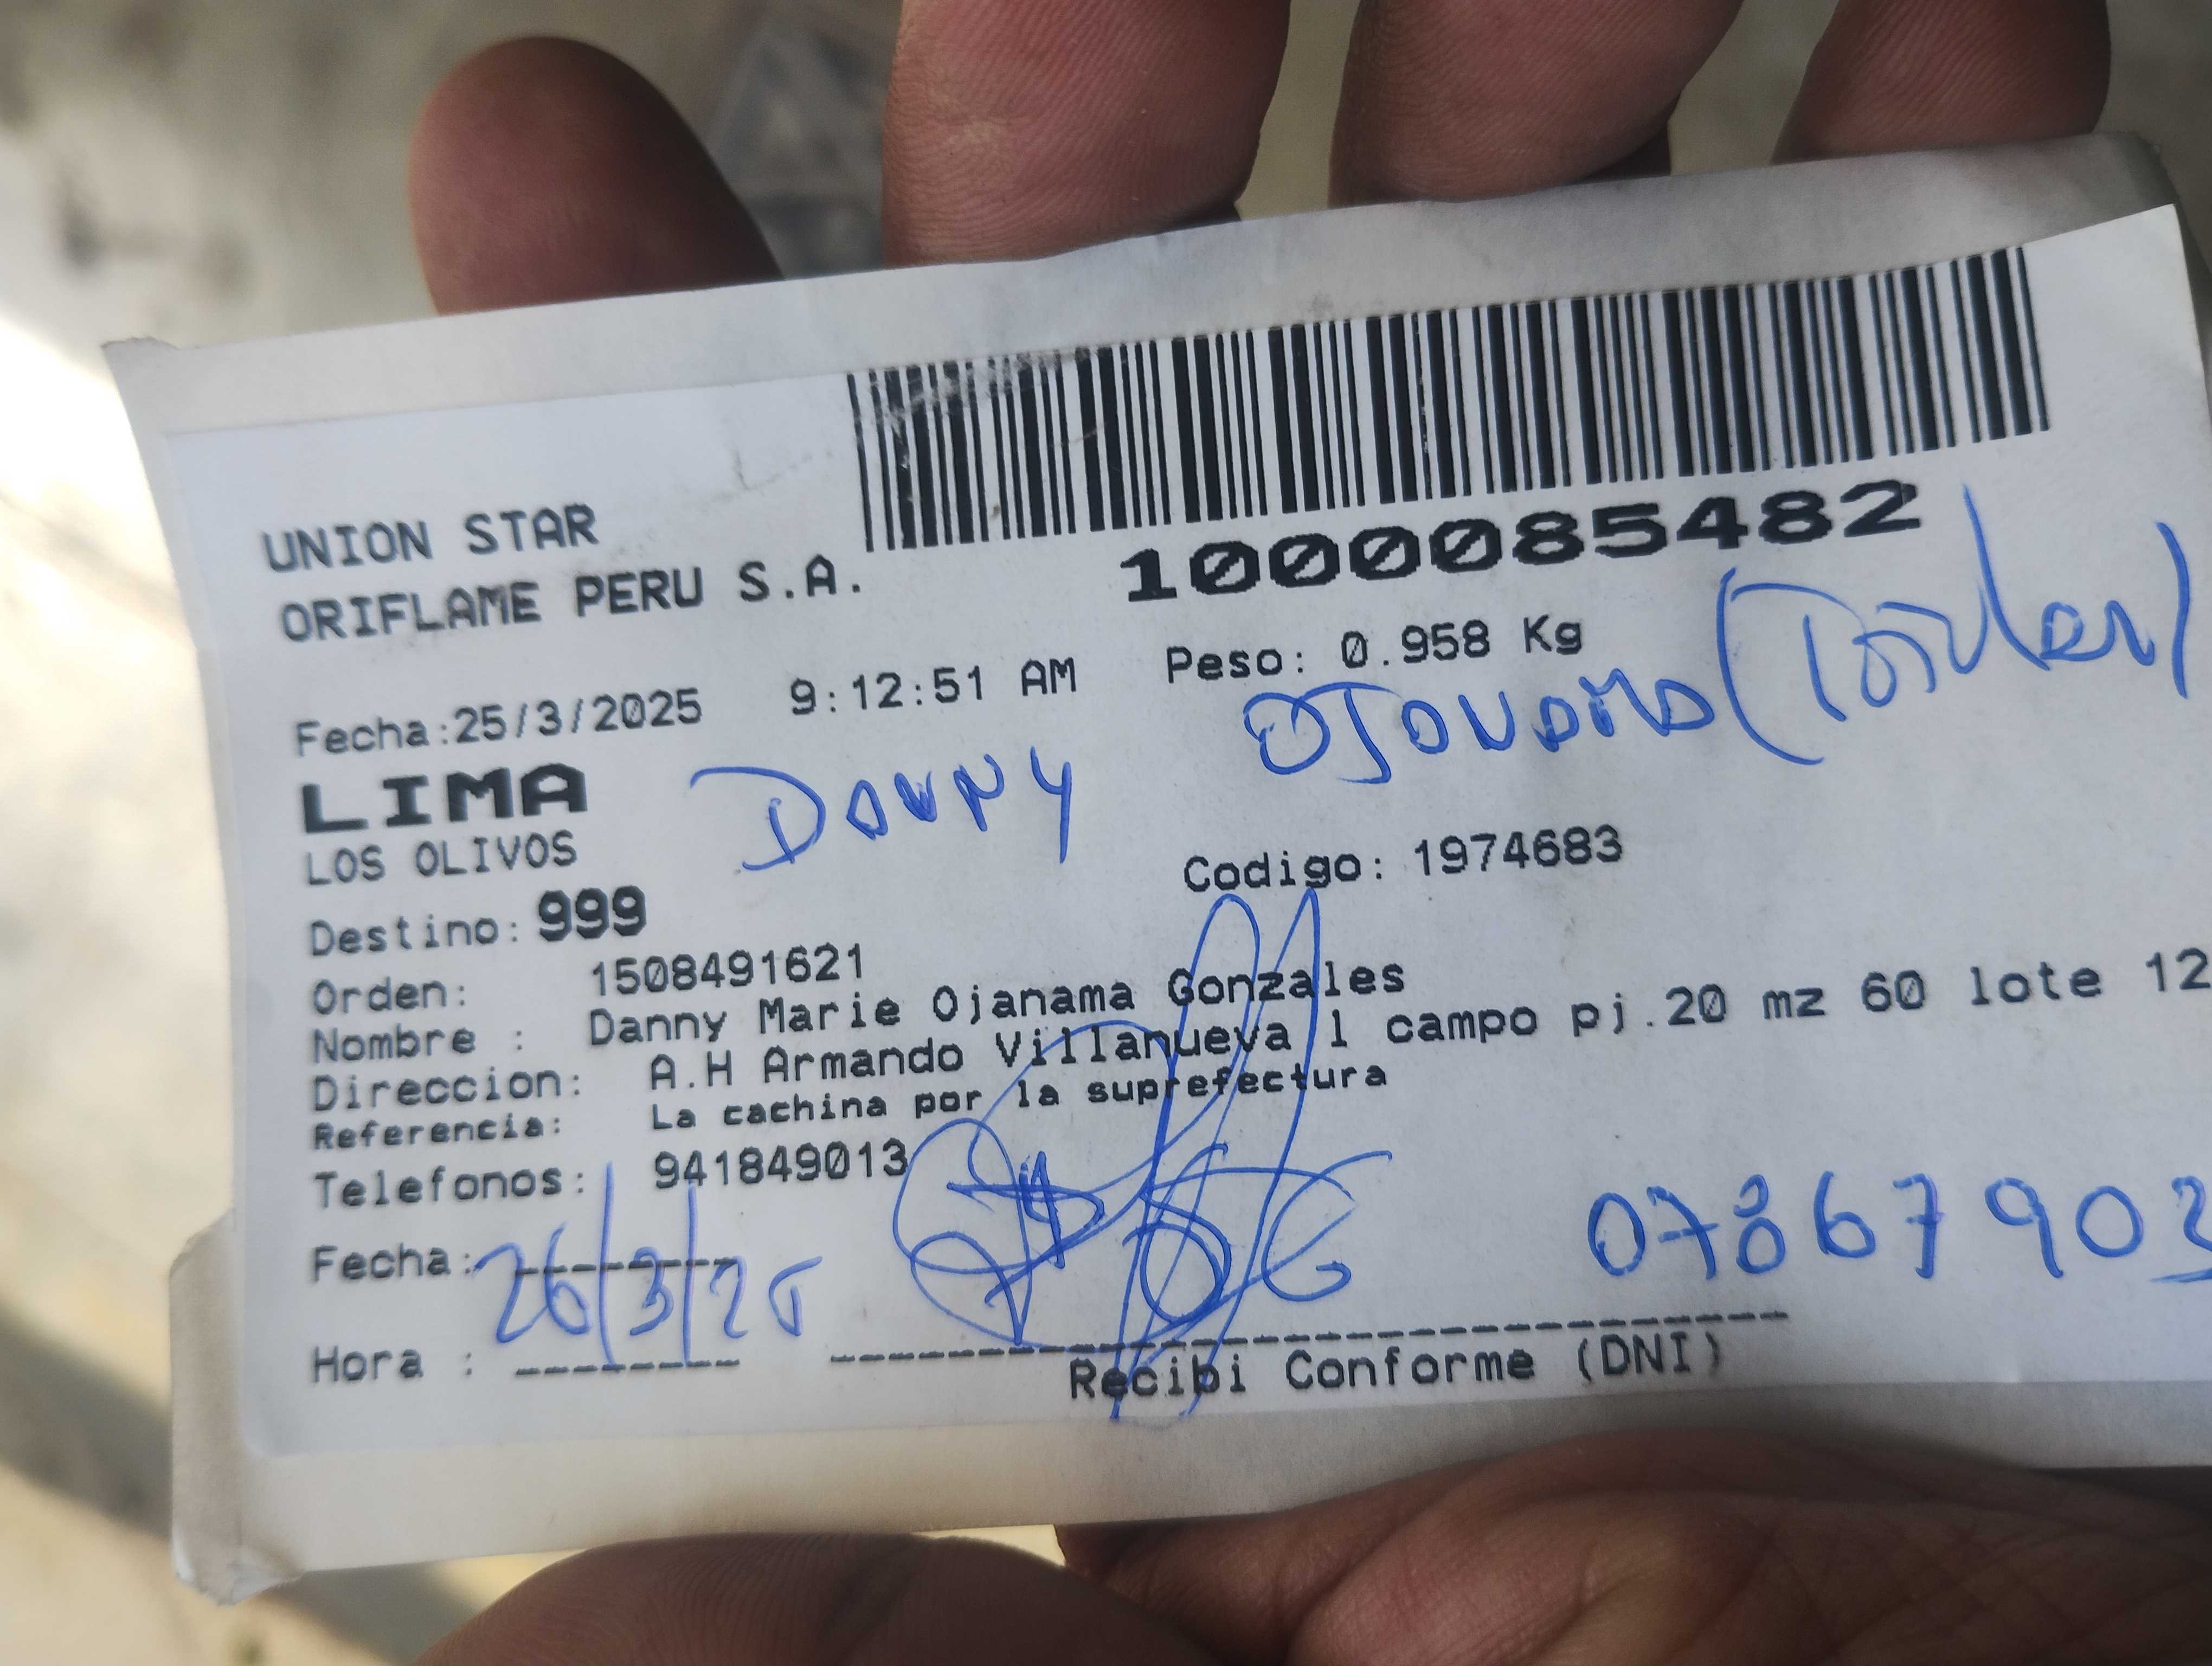 UNION STAR
ORIFLAME PERU S.A.
1000085482
Fecha:25/3/2025 9:12:51 AM Peso: 0.958 Kg
LIMA
DANNY OJANAMA
LOS OLIVOS
Codigo: 1974683
Destino: 999
Orden: 1508491621
Nombre : Danny Marie Ojanama Gonzales
Direccion: A.H Armando Villanueva 1 campo pj.20 mz 60 lote 12
Referencia: La cachina por la suprefectura
Telefonos: 941849013
Fecha: 26/3/25
0786790
Hora :
Recibi Conforme (DNI)